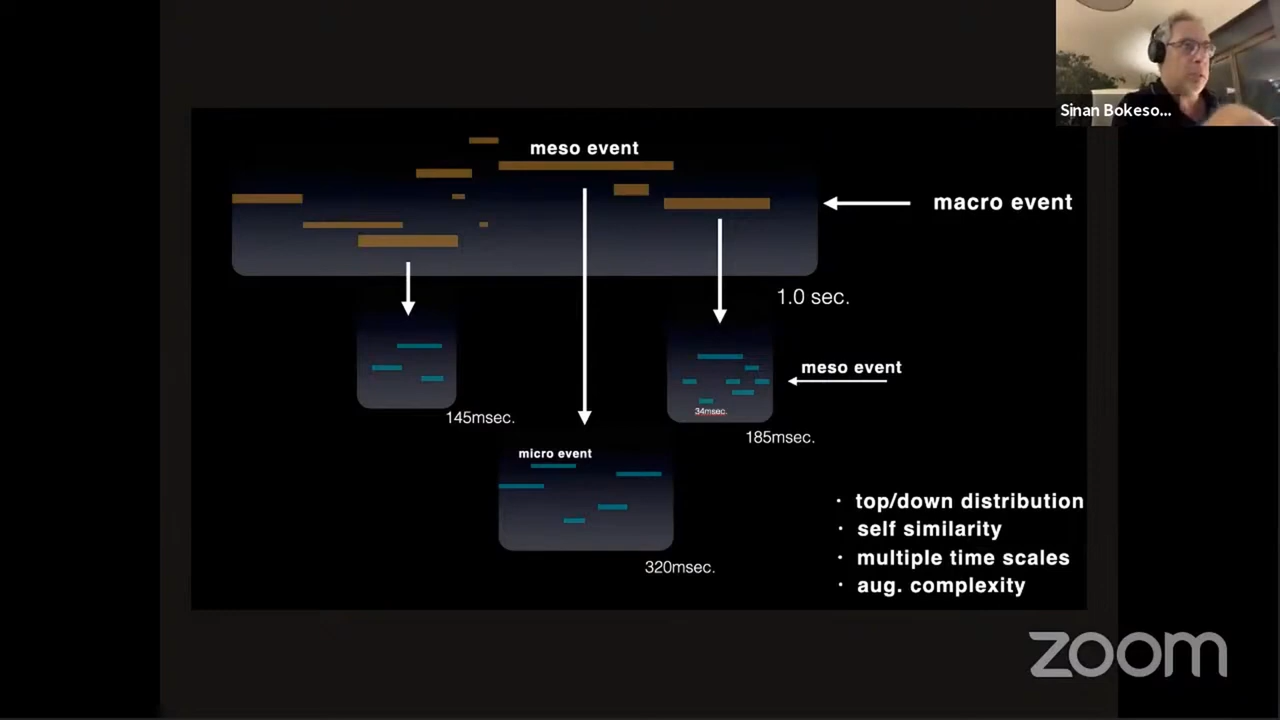 Sinan Bokeso...
meso event
macro event
1.0 sec.
meso event
34msec.
145msec.
185msec.
micro event
320msec.
· top/down distribution
· self similarity
· multiple time scales
· aug. complexity
zoom